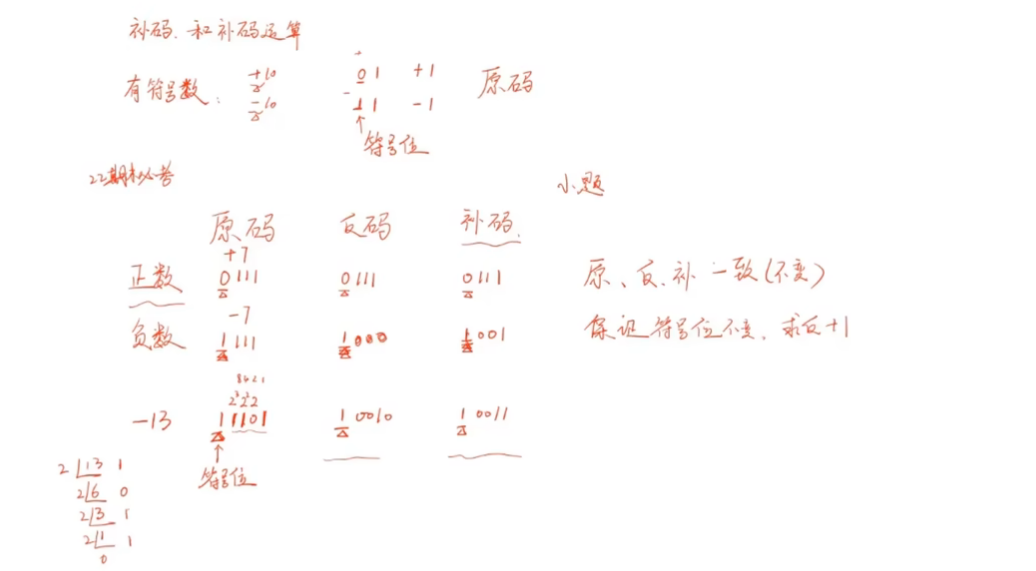 补码、和补码运算
有符号数: +10 01 +1 原码
-10 11 -1
符号位
22期末必考 小题
原码 反码 补码
+7
正数 0111 0111 0111 原、反、补 一致(不变)
-7
负数 1111 1000 1001 保证符号位不变,求反+1
8421
-13 11101 10010 10011
符号位
2 13 1
2 6 0
2 3 1
2 1 1
0